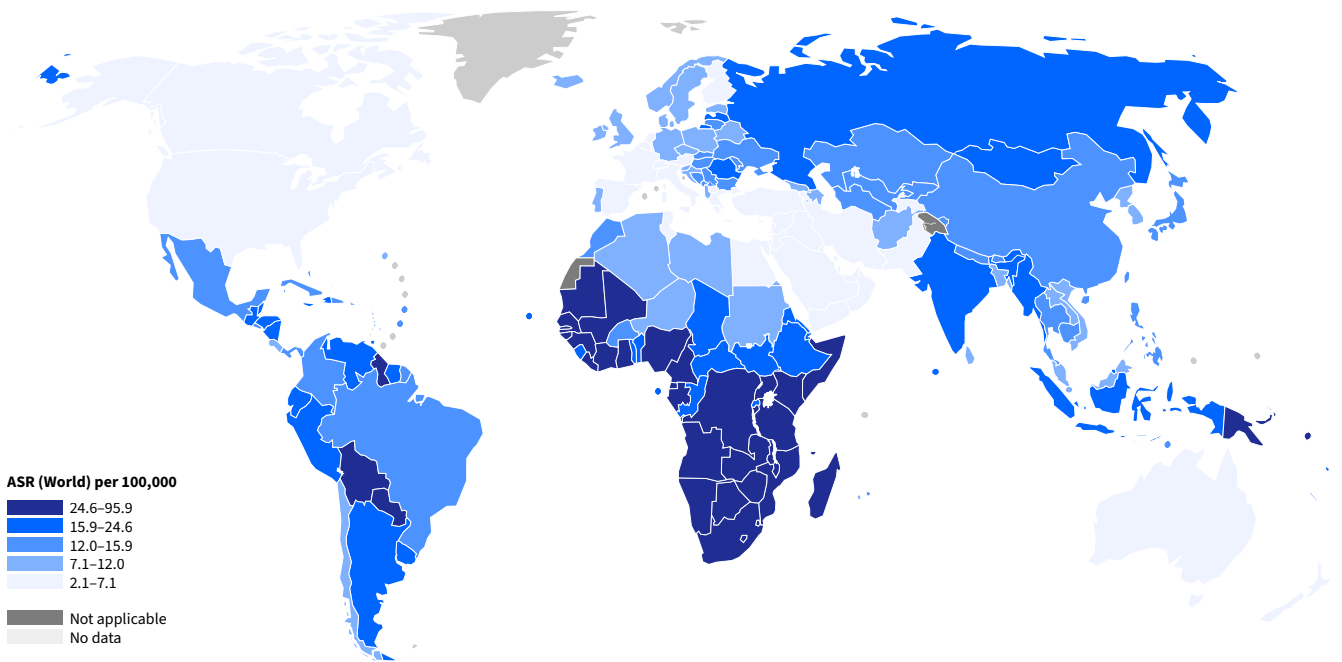 ASR (World) per 100,000
24.6–95.9
15.9–24.6
12.0–15.9
7.1–12.0
2.1–7.1
Not applicable
No data